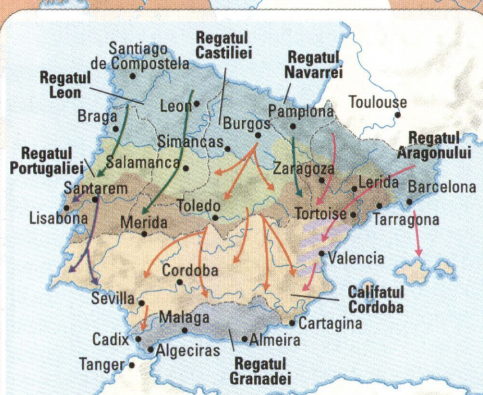 Santiago
de Compostela
Regatul
Castiliei
Regatul
Navarrei
Regatul
Leon
Leon
Burgos
Pamplona
Toulouse
Braga
Simancas
Regatul
Aragonului
Regatul
Portugaliei
Salamanca
Zaragoza
Lerida
Barcelona
Santarem
Lisabona
Merida
Toledo
Tortoise
Tarragona
Valencia
Cordoba
Califatul
Cordoba
Sevilla
Malaga
Cartagina
Cadix
Algeciras
Almeira
Tanger
Regatul
Granadei